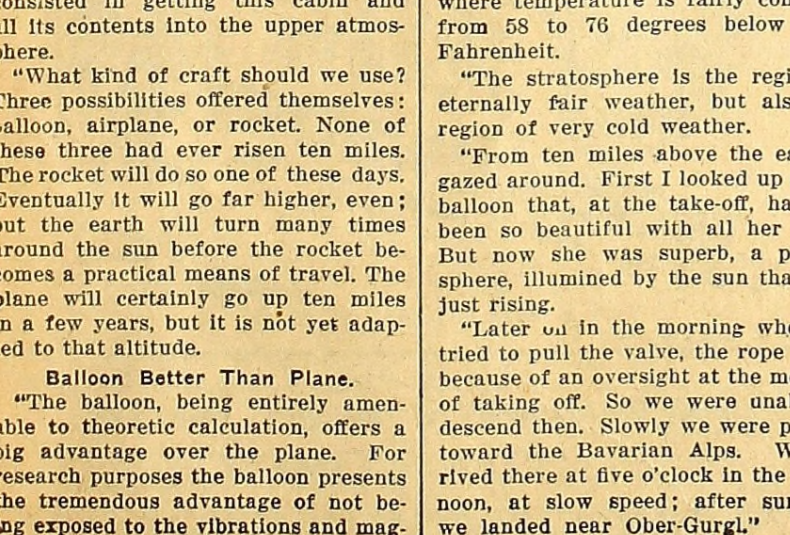 consisted in getting this cabin and
all its contents into the upper atmos-
phere.
"What kind of craft should we use?
Three possibilities offered themselves:
balloon, airplane, or rocket. None of
these three had ever risen ten miles.
The rocket will do so one of these days.
Eventually it will go far higher, even;
but the earth will turn many times
around the sun before the rocket be-
comes a practical means of travel. The
plane will certainly go up ten miles
in a few years, but it is not yet adap-
ted to that altitude.
Balloon Better Than Plane.
"The balloon, being entirely amen-
able to theoretic calculation, offers a
big advantage over the plane. For
research purposes the balloon presents
the tremendous advantage of not be-
ing exposed to the vibrations and mag-
where temperature is fairly
from 58 to 76 degrees below
Fahrenheit.
"The stratosphere is the
eternally fair weather, but
region of very cold weather.
"From ten miles above the
gazed around. First I looked up
balloon that, at the take-off,
been so beautiful with all her
But now she was superb, a
sphere, illumined by the sun
just rising.
"Later on in the morning
tried to pull the valve, the rope
because of an oversight at the
of taking off. So we were
descend then. Slowly we were
toward the Bavarian Alps.
rived there at five o'clock in the
noon, at slow speed; after
we landed near Ober-Gurgl."